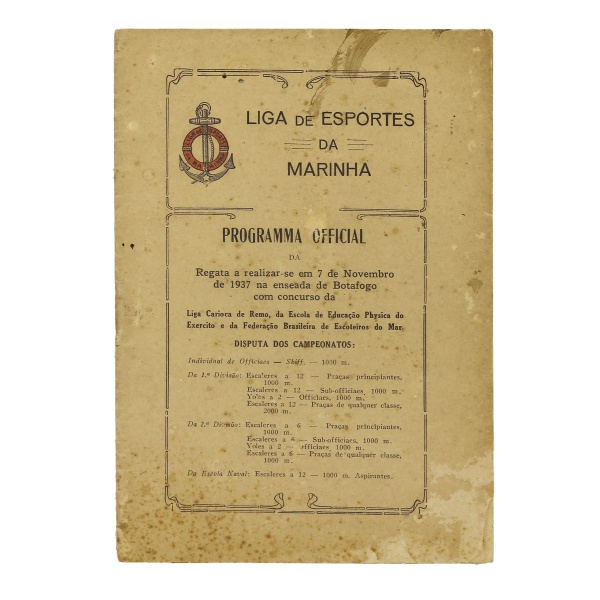 LIGA DE ESPORTES
DA
MARINHA
PROGRAMMA OFFICIAL
DA
Regata a realizar-se em 7 de Novembro
de 1937 na enseada de Botafogo
com concurso da
Liga Carioca de Remo, da Escola de Educação Physica do
Exercito e da Federação Brasileira de Escoteiros do Mar.
DISPUTA DOS CAMPEONATOS:
Individual de Officiaes — Skiff. — 1000 m.
Da 1.ª Divisão: Escaleres a 12 — Praças principiantes,
1000 m.
Escaleres a 12 — Sub-officiaes, 1000 m.
Yoles a 2 — Officiaes, 1000 m.
Escaleres a 12 — Praças de qualquer classe,
2000 m.
Da 2.ª Divisão: Escaleres a 6 — Praças principiantes,
1000 m.
Escaleres a 6 — Sub-officiaes, 1000 m.
Yoles a 2 — officiaes, 1000 m.
Escaleres a 6 — Praças de qualquer classe,
1000 m.
Da Escola Naval: Escaleres a 12 — 1000 m. Aspirantes.